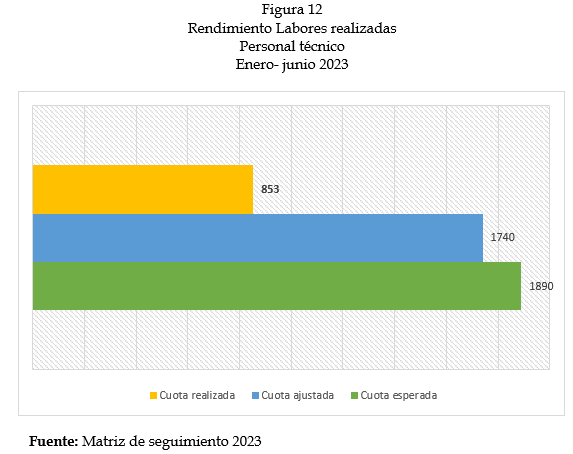 Figura 12
Rendimiento Labores realizadas
Personal técnico
Enero- junio 2023
853
1740
1890
Cuota realizada Cuota ajustada Cuota esperada
Fuente: Matriz de seguimiento 2023